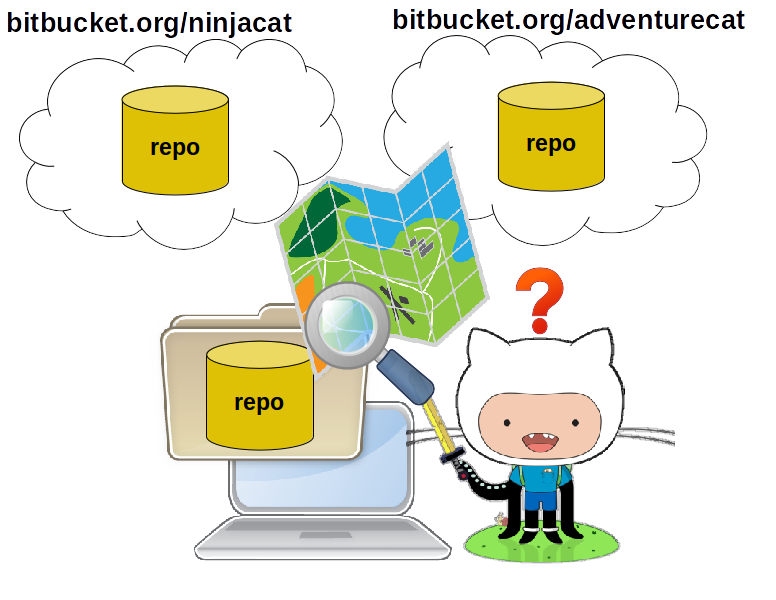 bitbucket.org/ninjacat
bitbucket.org/adventurecat
repo
repo
?
repo